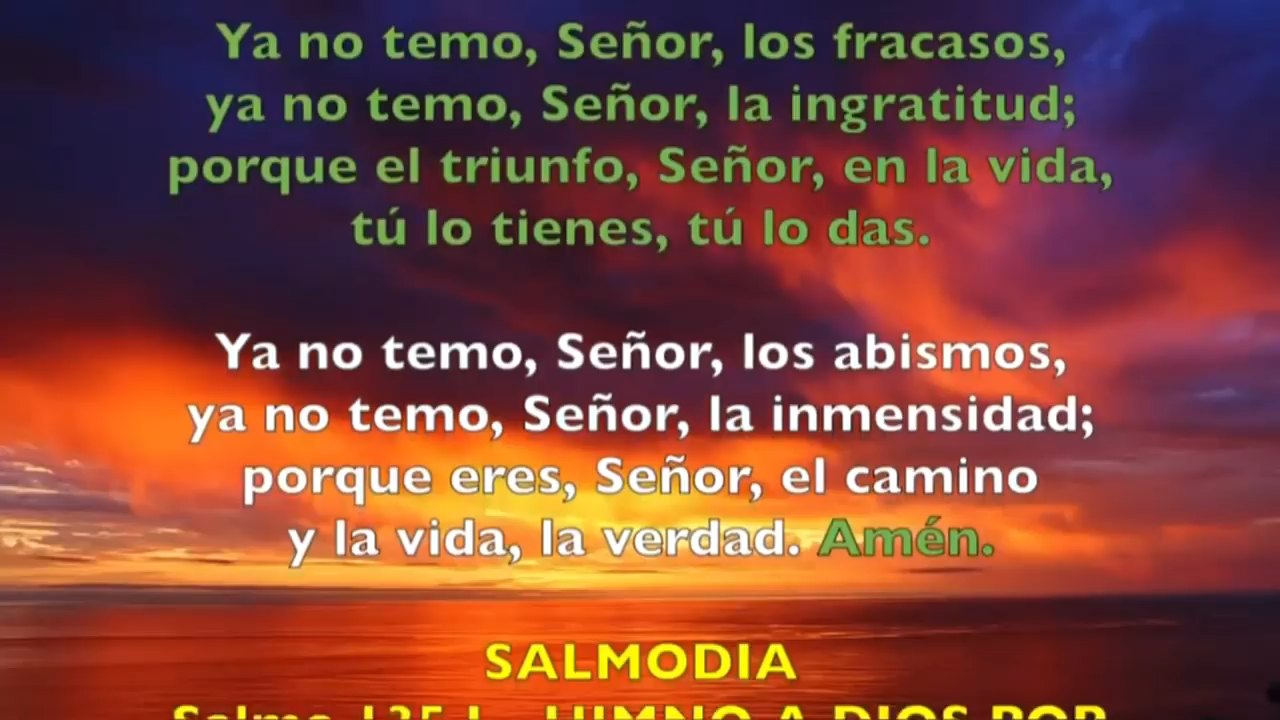 Ya no temo, Señor, los fracasos,
ya no temo, Señor, la ingratitud;
porque el triunfo, Señor, en la vida,
tú lo tienes, tú lo das.
Ya no temo, Señor, los abismos,
ya no temo, Señor, la inmensidad;
porque eres, Señor, el camino
y la vida, la verdad. Amén.
SALMODIA
Salmo 135 I - HIMNO A DIOS POR